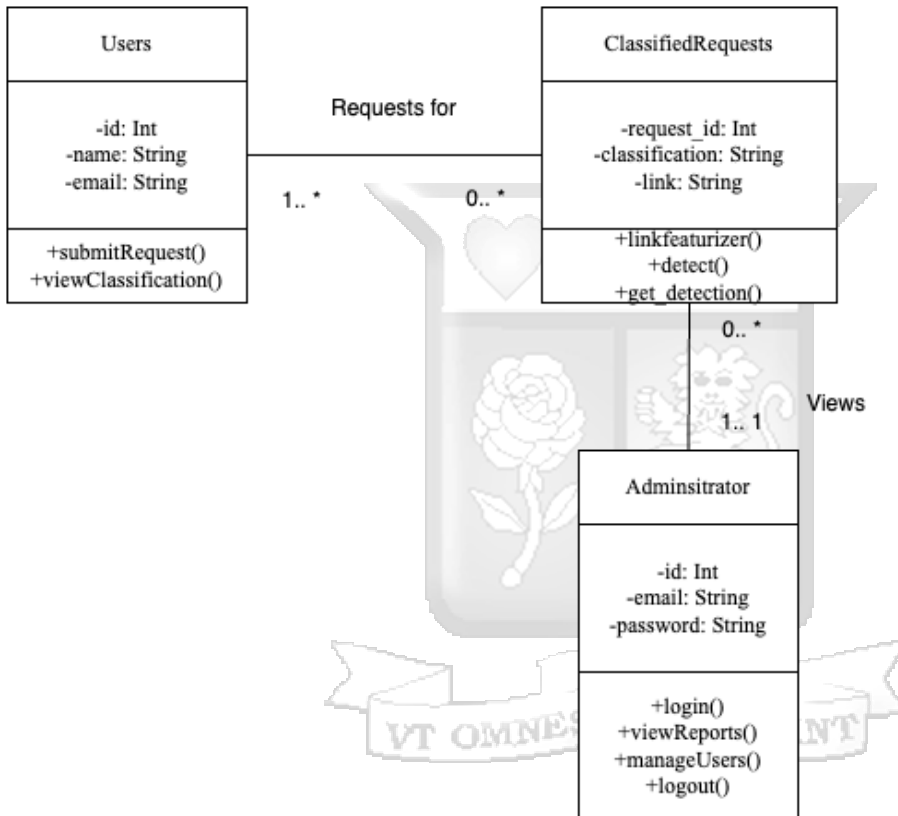 Users
-id: Int
-name: String
-email: String
+submitRequest()
+viewClassification()
Requests for
1.. *
0.. *
ClassifiedRequests
-request_id: Int
-classification: String
-link: String
+linkfeaturizer()
+detect()
+get_detection()
0.. *
Views
1.. 1
Adminsitrator
-id: Int
-email: String
-password: String
+login()
+viewReports()
+manageUsers()
+logout()
VT OMNES
NT